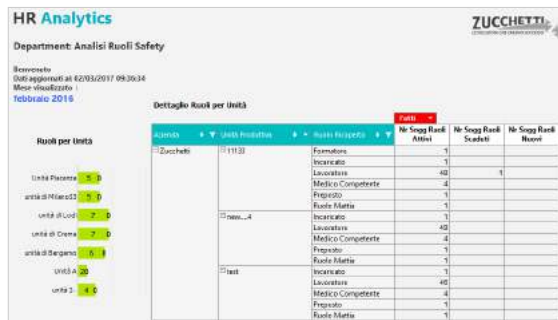 HR Analytics
ZUCCHETTI
Department: Analisi Ruoli Safety
Benvenuto
Dati aggiornati al: 02/03/2017 09:36:34
Mese visualizzato :
febbraio 2016
Dettaglio Ruoli per Unità
Fatti
Azienda Unità Produttiva Ruolo Ricoperto Nr Sogg Ruoli Attivi Nr Sogg Ruoli Scaduti Nr Sogg Ruoli Nuovi
Ruoli per Unità
Zucchetti 11133 Formatore 1
Incaricato 1
Lavoratore 48 1
Medico Competente 4
Preposto 1
Ruolo Mattia 1
new....4 Incaricato 1
Lavoratore 48
Medico Competente 4
Preposto 1
Ruolo Mattia 1
test Incaricato 1
Lavoratore 48
Medico Competente 4
Preposto 1
Ruolo Mattia 1
Unità Piacenza 5 0
unità di Milano33 5 0
unità di Lodi 7 0
unità di Crema 7 0
unità di Bergamo 6
Unità A 20
unità 3- 4 0